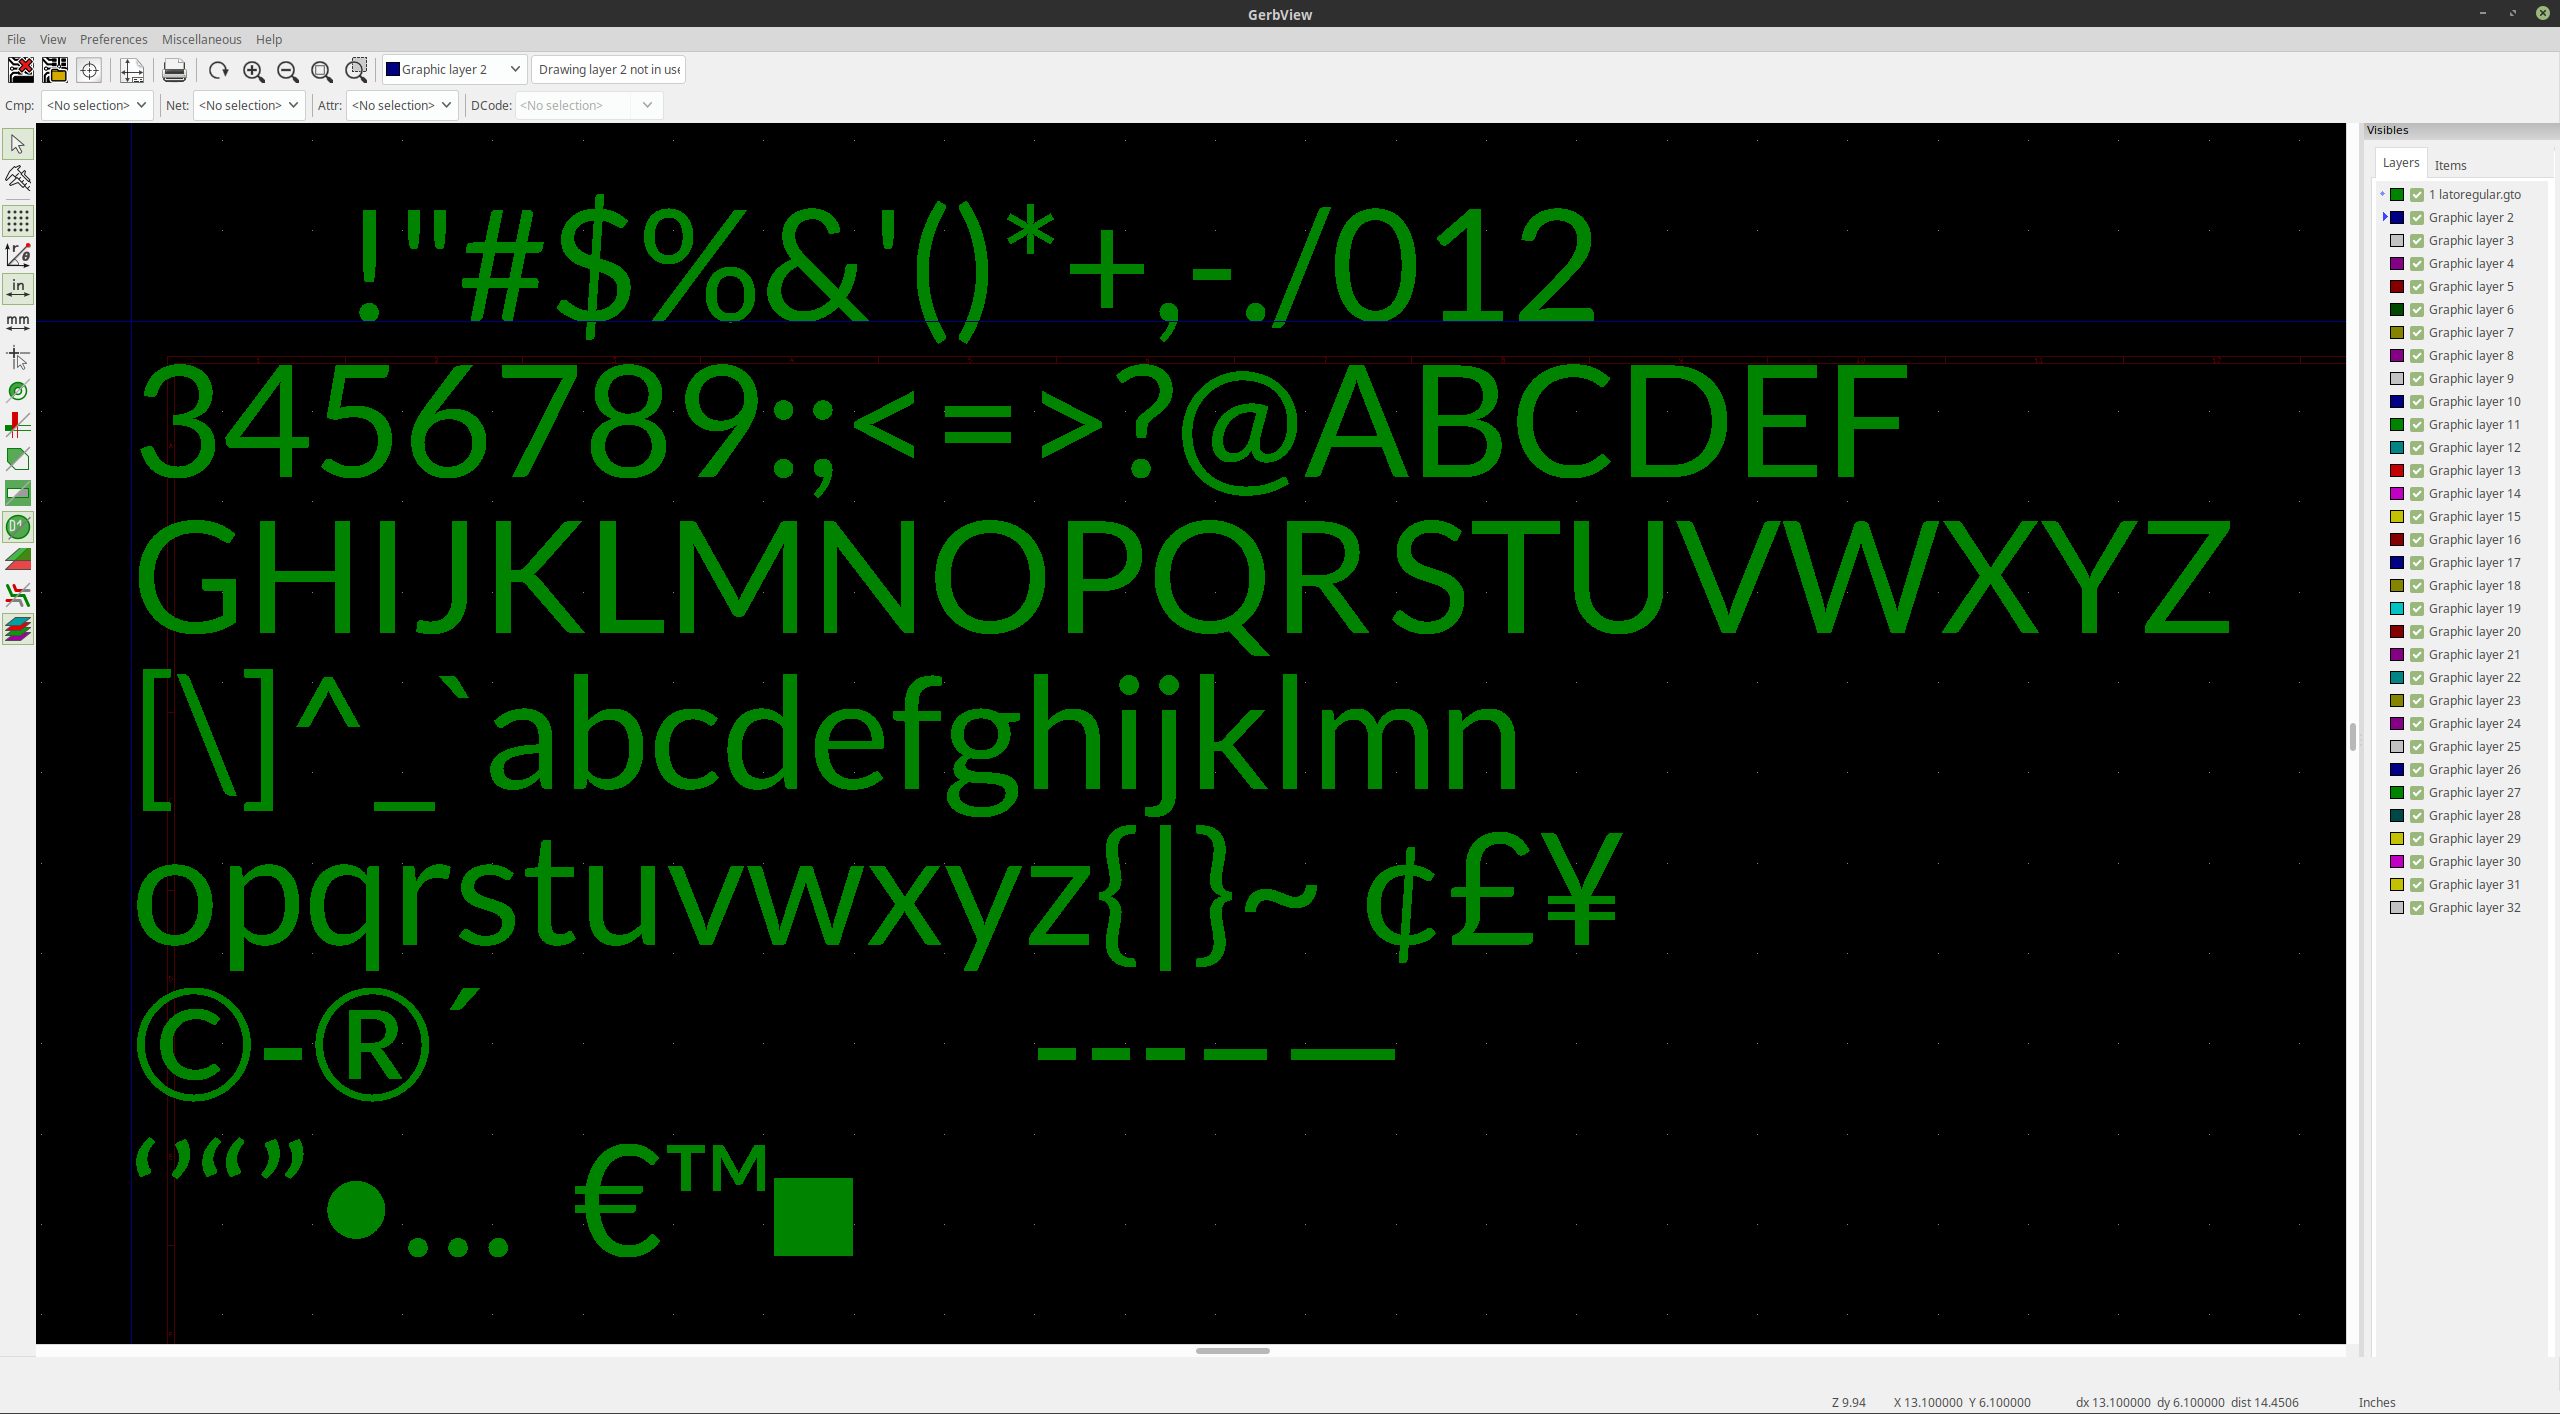 GerbView
File View Preferences Miscellaneous Help
Graphic layer 2 Drawing layer 2 not in use
Cmp: <No selection> Net: <No selection> Attr: <No selection> DCode: <No selection>
in
mm
!"#$%&'()*+,-./012
3456789:;<=>?@ABCDEF
GHIJKLMNOPQRSTUVWXYZ
[\]^_`abcdefghijklmn
opqrstuvwxyz{|}~ ¢£¥
©-®´ ‐‑‒–—
‘’“”•… €™■
Visibles
Layers Items
1 latoregular.gto
Graphic layer 2
Graphic layer 3
Graphic layer 4
Graphic layer 5
Graphic layer 6
Graphic layer 7
Graphic layer 8
Graphic layer 9
Graphic layer 10
Graphic layer 11
Graphic layer 12
Graphic layer 13
Graphic layer 14
Graphic layer 15
Graphic layer 16
Graphic layer 17
Graphic layer 18
Graphic layer 19
Graphic layer 20
Graphic layer 21
Graphic layer 22
Graphic layer 23
Graphic layer 24
Graphic layer 25
Graphic layer 26
Graphic layer 27
Graphic layer 28
Graphic layer 29
Graphic layer 30
Graphic layer 31
Graphic layer 32
Z 9.94 X 13.100000 Y 6.100000 dx 13.100000 dy 6.100000 dist 14.4506 Inches